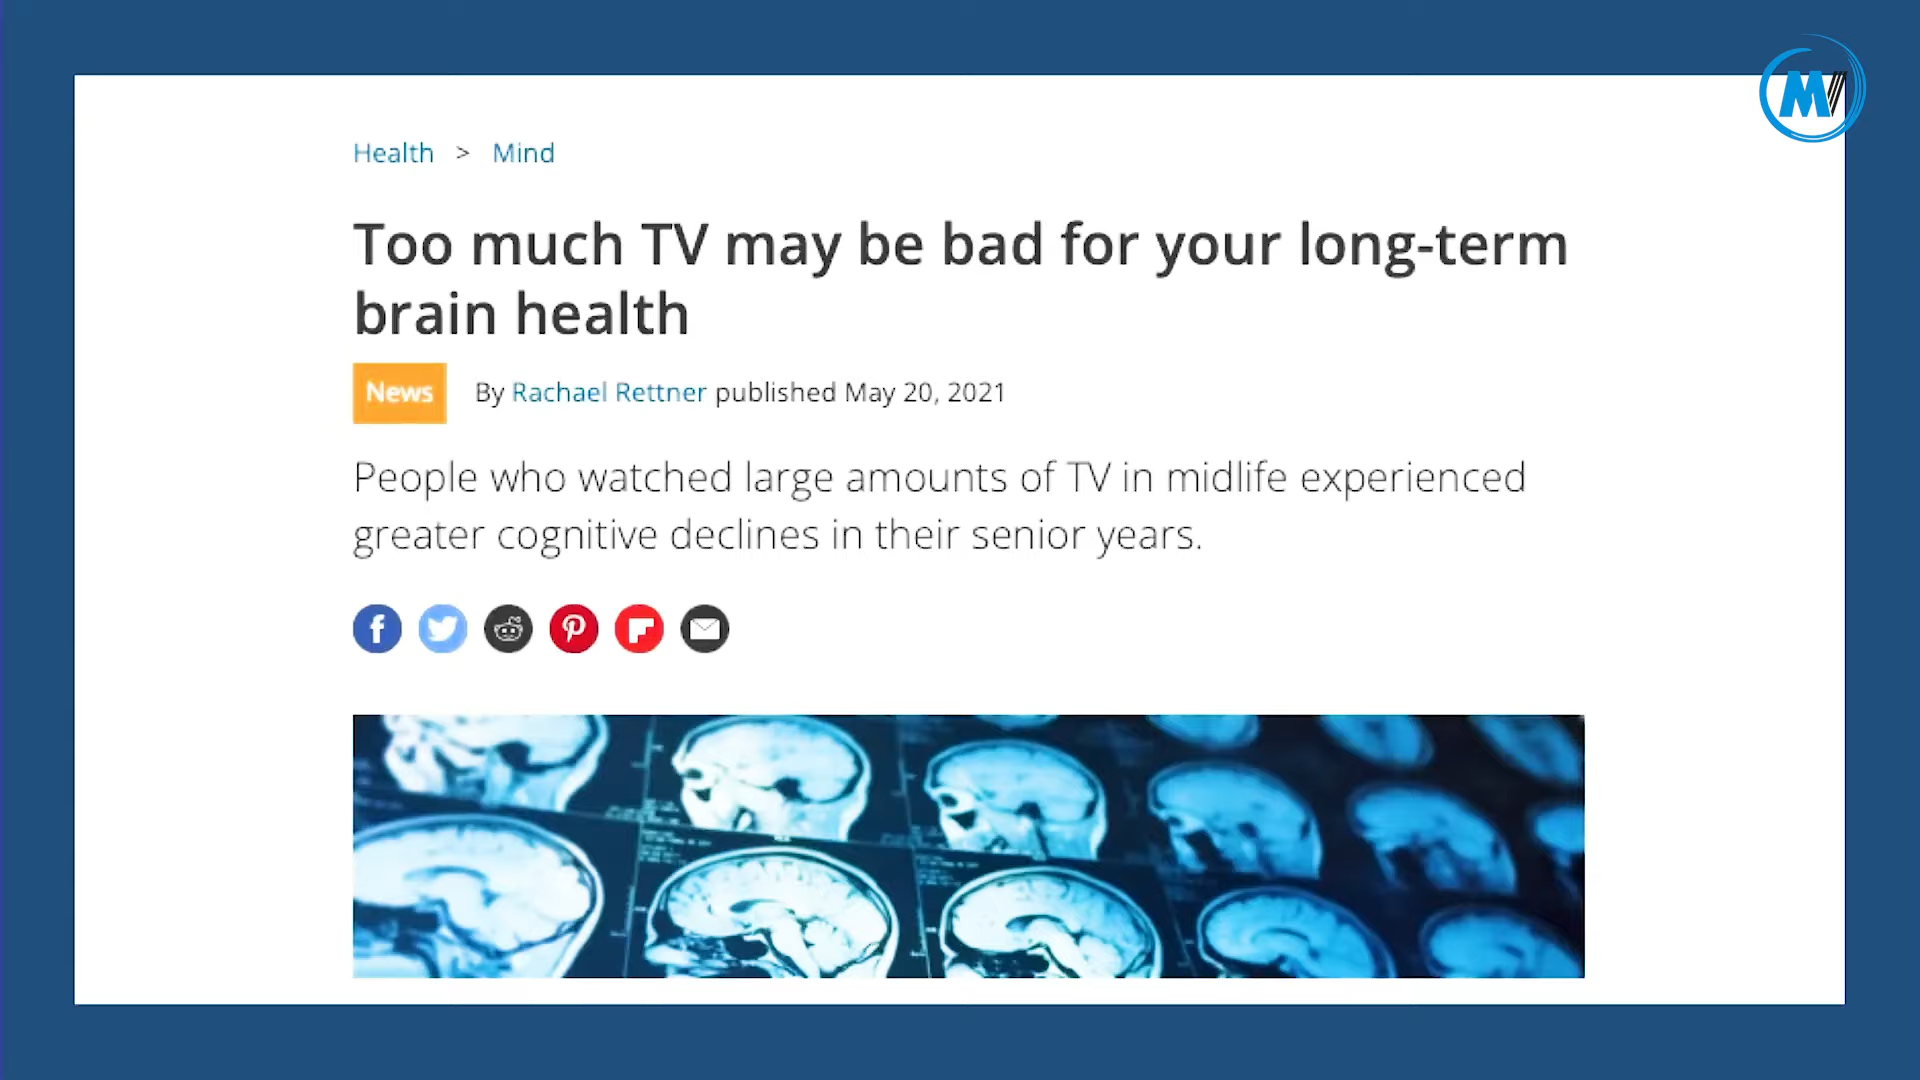 Health > Mind
Too much TV may be bad for your long-term
brain health
News By Rachael Rettner published May 20, 2021
People who watched large amounts of TV in midlife experienced
greater cognitive declines in their senior years.